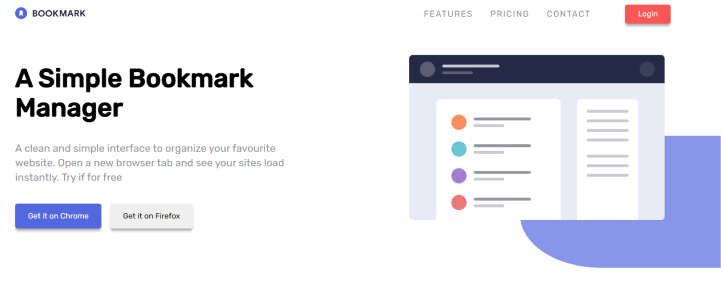 BOOKMARK
FEATURES PRICING CONTACT Login
A Simple Bookmark
Manager
A clean and simple interface to organize your favourite
website. Open a new browser tab and see your sites load
instantly. Try if for free
Get it on Chrome Get it on Firefox